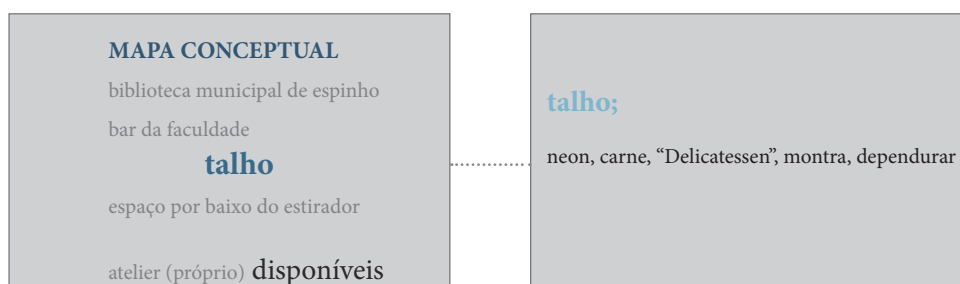 MAPA CONCEPTUAL
biblioteca municipal de espinho
bar da faculdade
talho
espaço por baixo do estirador
atelier (próprio) disponíveis
talho;
neon, carne, “Delicatessen”, montra, dependurar